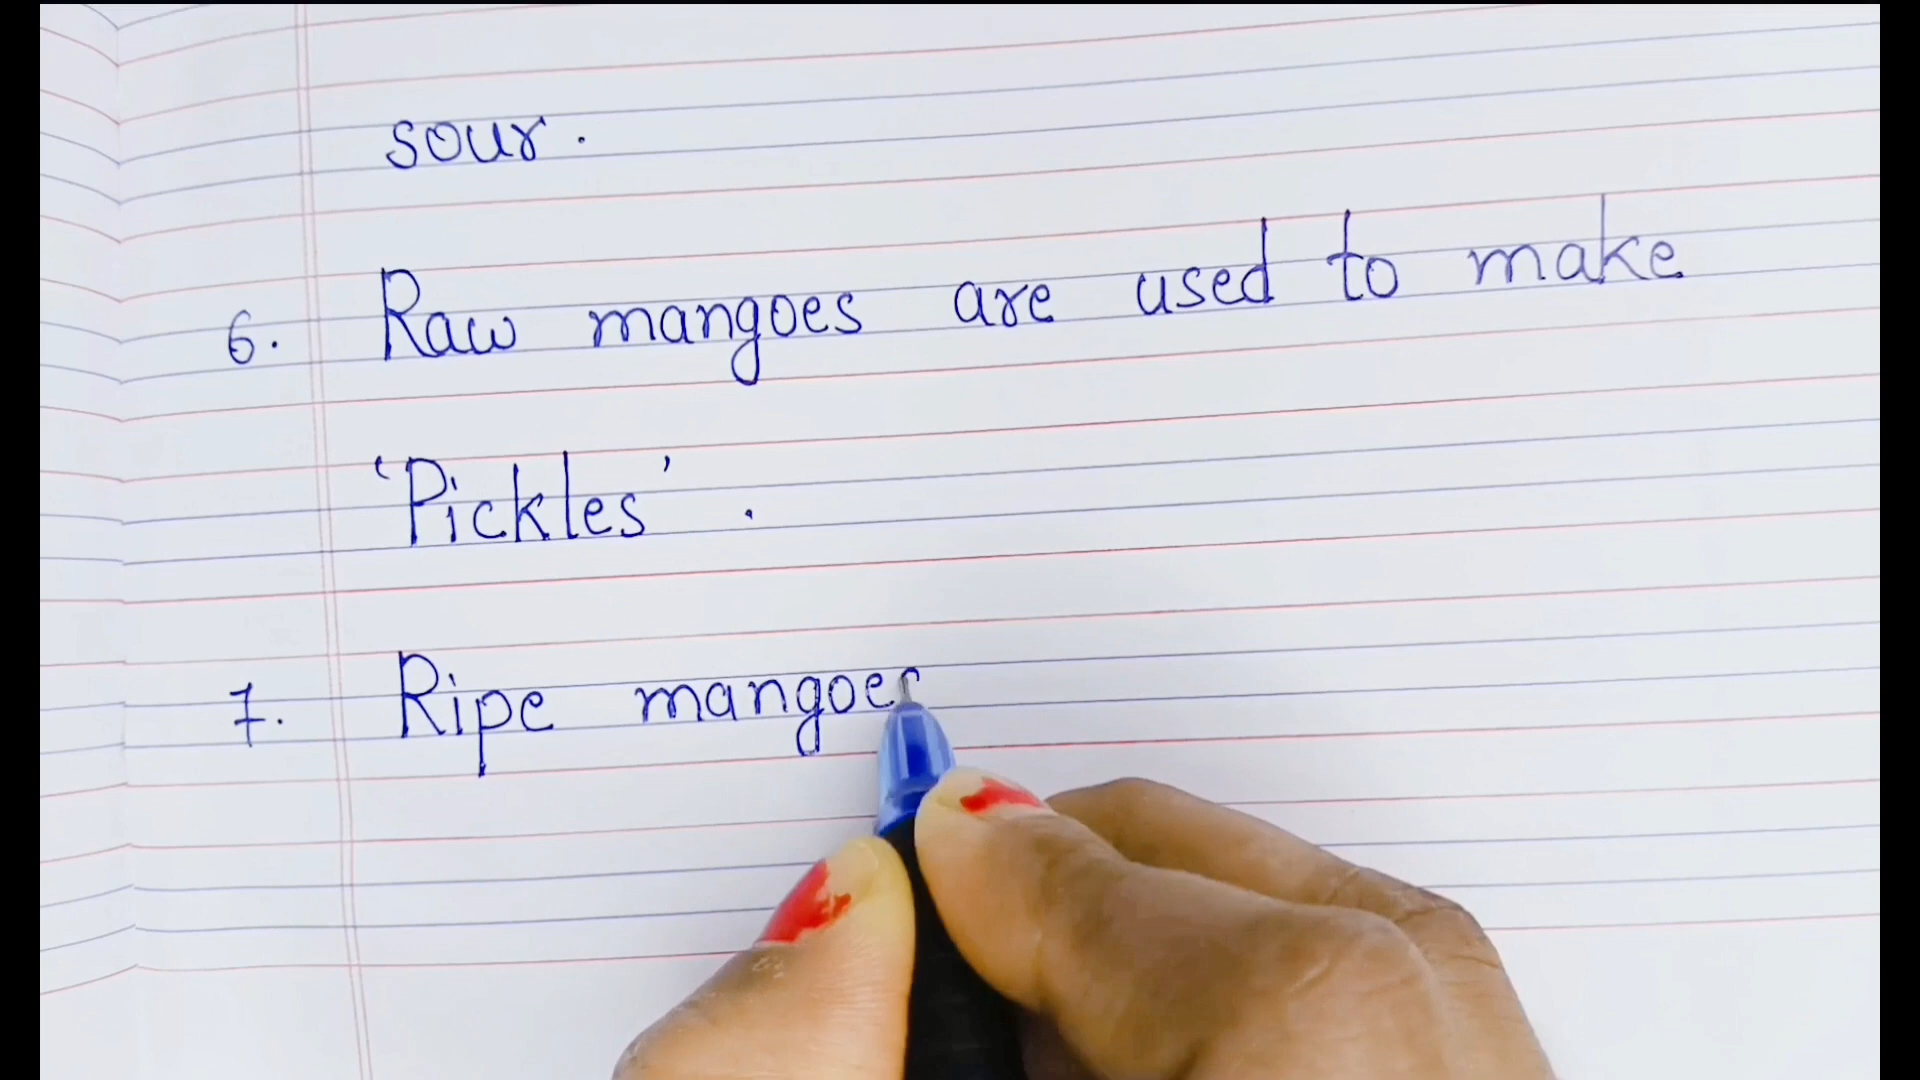 sour.
6. Raw mangoes are used to make
'Pickles'.
7. Ripe mangoes